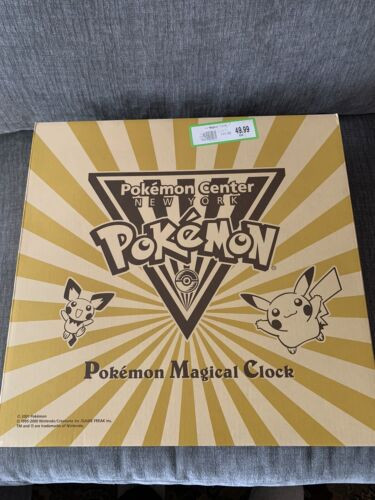 49.99
Pokémon Center
NEW YORK
POKéMON
Pokémon Magical Clock
© 2001 Pokémon
© 1995-2000 Nintendo/Creatures inc./GAME FREAK inc.
TM and ® are trademarks of Nintendo.